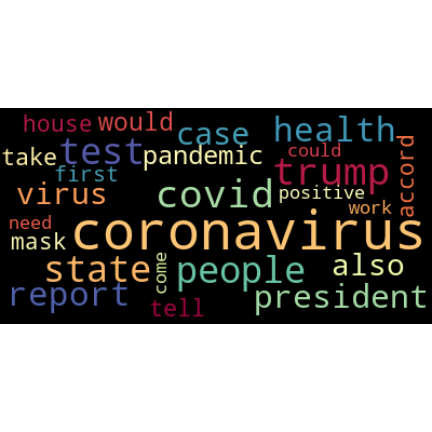 house would
case health
take test pandemic could
first trump accord
virus covid positive
work
need coronavirus
mask
state come people also
report tell president